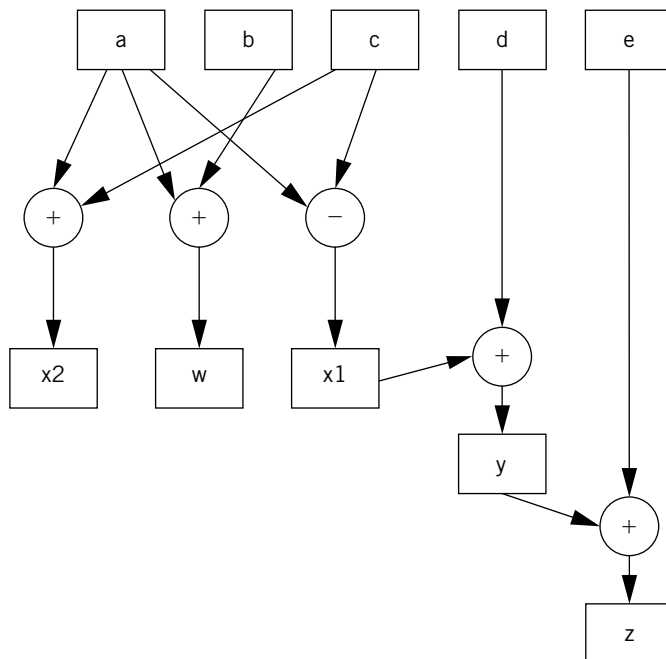 a b c d e
+ + −
x2 w x1 +
y
+
z